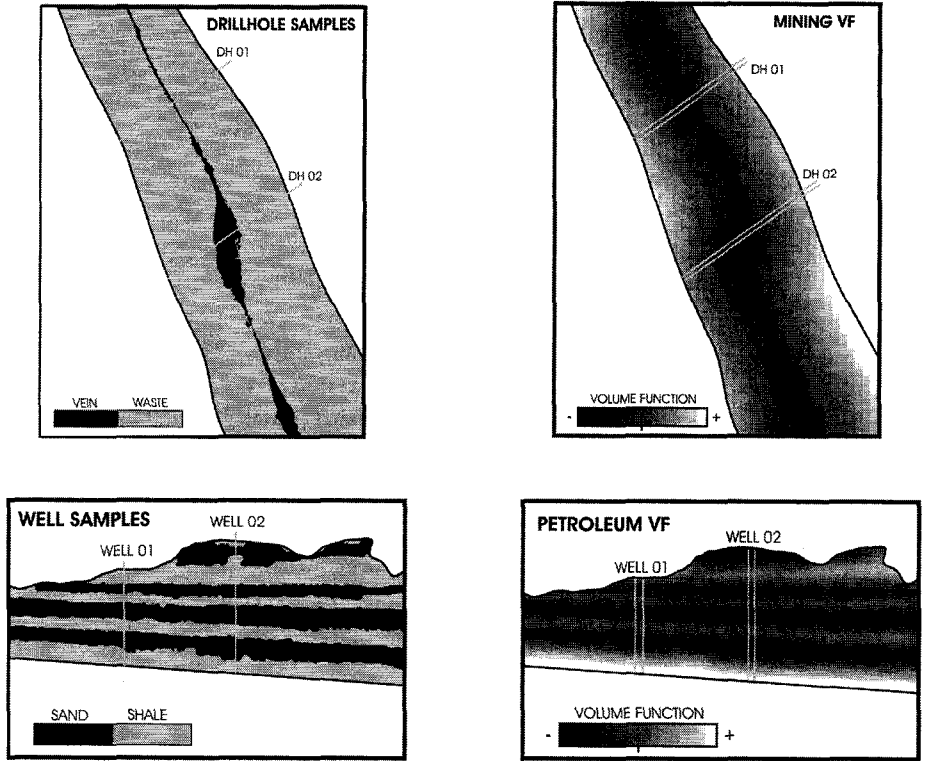 DRILLHOLE SAMPLES
DH 01
DH 02
VEIN WASTE
MINING VF
DH 01
DH 02
VOLUME FUNCTION
- +
WELL SAMPLES
WELL 02
WELL 01
SAND SHALE
PETROLEUM VF
WELL 02
WELL 01
VOLUME FUNCTION
- +